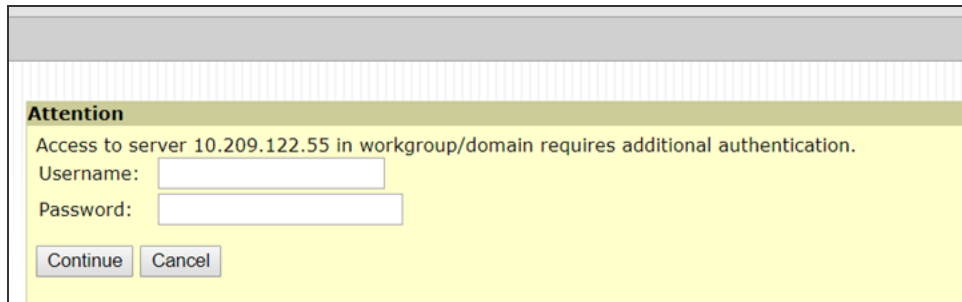 Attention
Access to server 10.209.122.55 in workgroup/domain requires additional authentication.
Username:
Password:
Continue Cancel